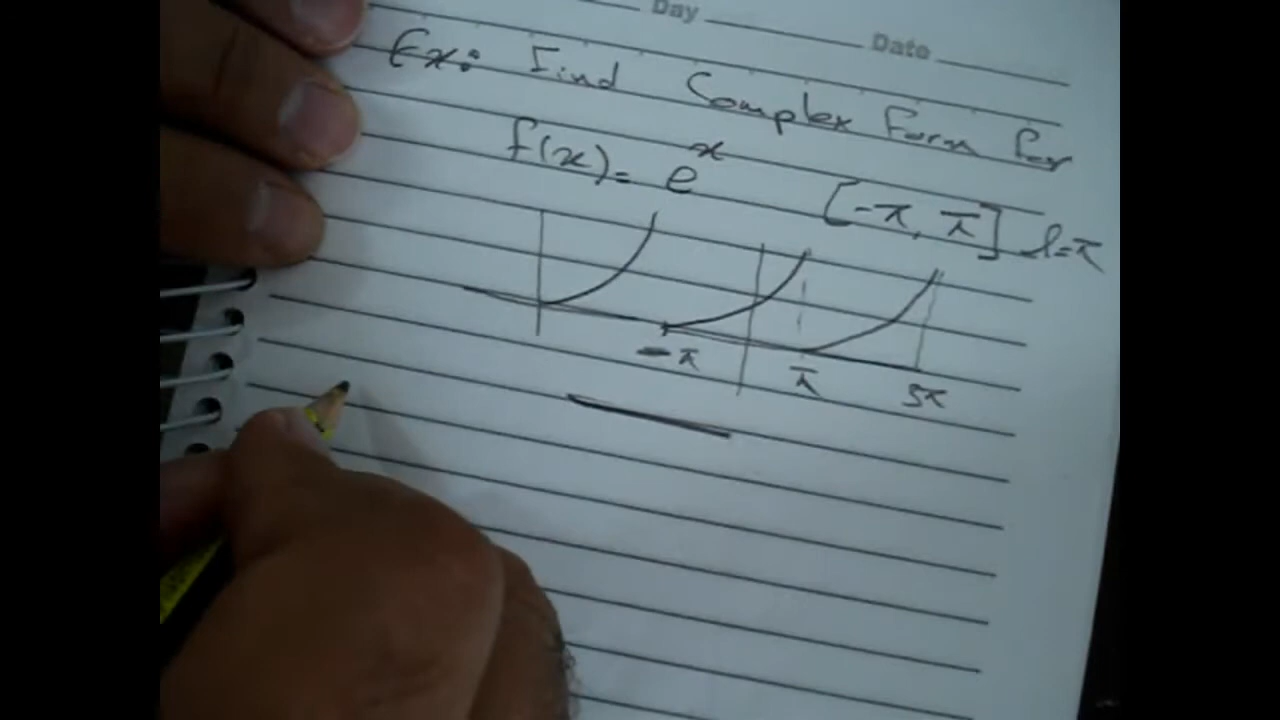 Day Date
Ex: Find Complex Form for
f(x) = e^x [-π, π] l=π
-π π 3π